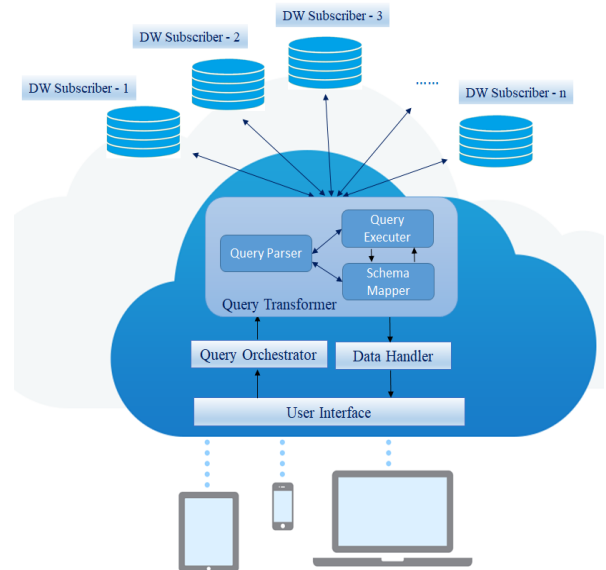 DW Subscriber - 3
DW Subscriber - 2
DW Subscriber - 1
......
DW Subscriber - n
Query
Executer
Query Parser
Schema
Mapper
Query Transformer
Query Orchestrator
Data Handler
User Interface